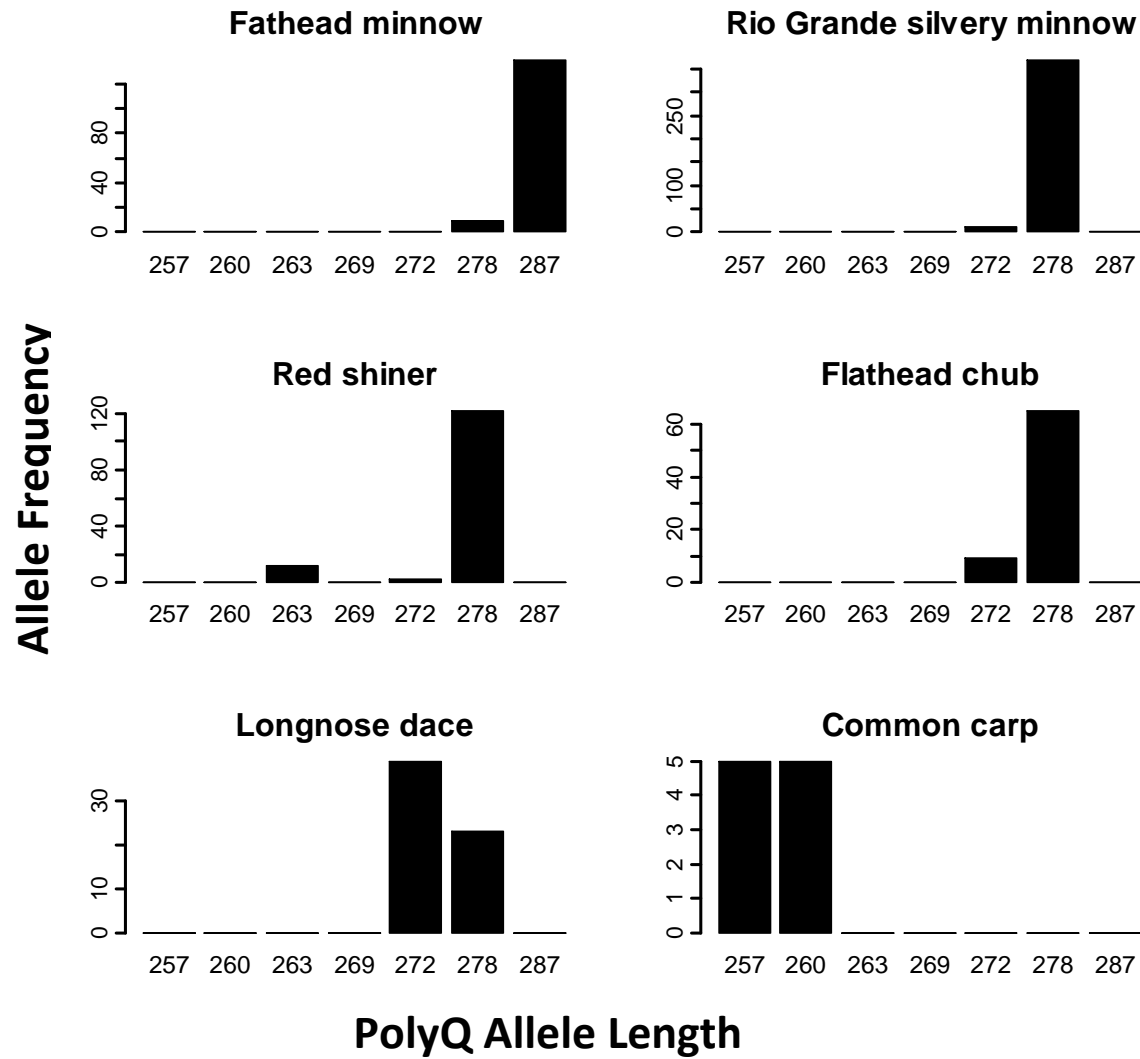 Fathead minnow
Rio Grande silvery minnow
80
40
0
257 260 263 269 272 278 287
250
100
0
257 260 263 269 272 278 287
Allele Frequency
Red shiner
Flathead chub
120
80
40
0
257 260 263 269 272 278 287
60
40
20
0
257 260 263 269 272 278 287
Longnose dace
Common carp
30
10
0
257 260 263 269 272 278 287
5
4
3
2
1
0
257 260 263 269 272 278 287
PolyQ Allele Length